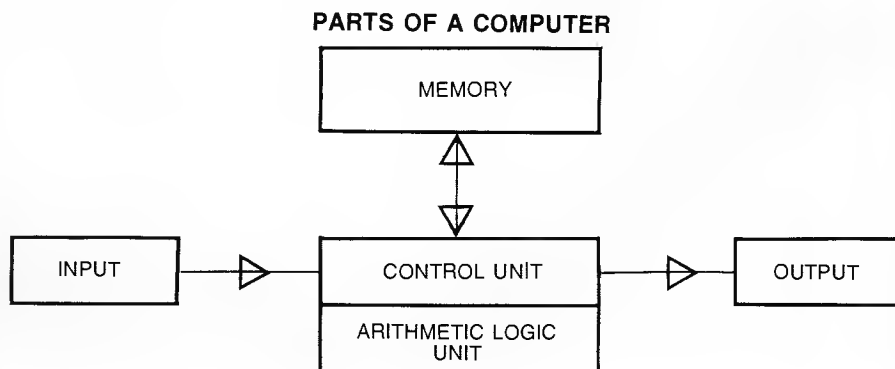 PARTS OF A COMPUTER
MEMORY
INPUT
CONTROL UNIT
OUTPUT
ARITHMETIC LOGIC
UNIT